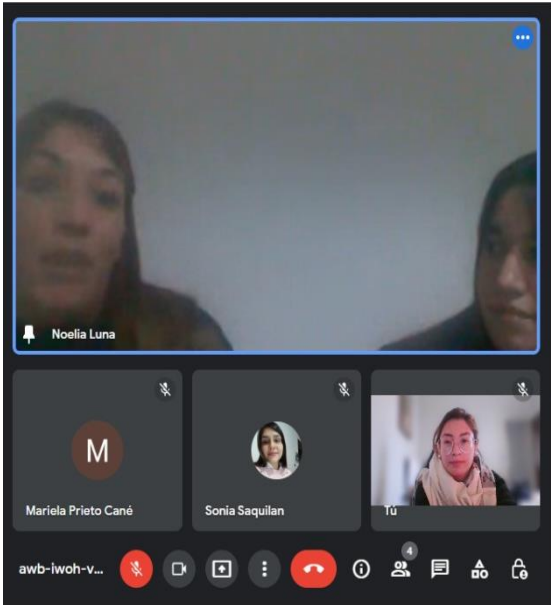 Noelia Luna
M
Mariela Prieto Cané
Sonia Saquilan
Tú
awb-iwoh-v...
4